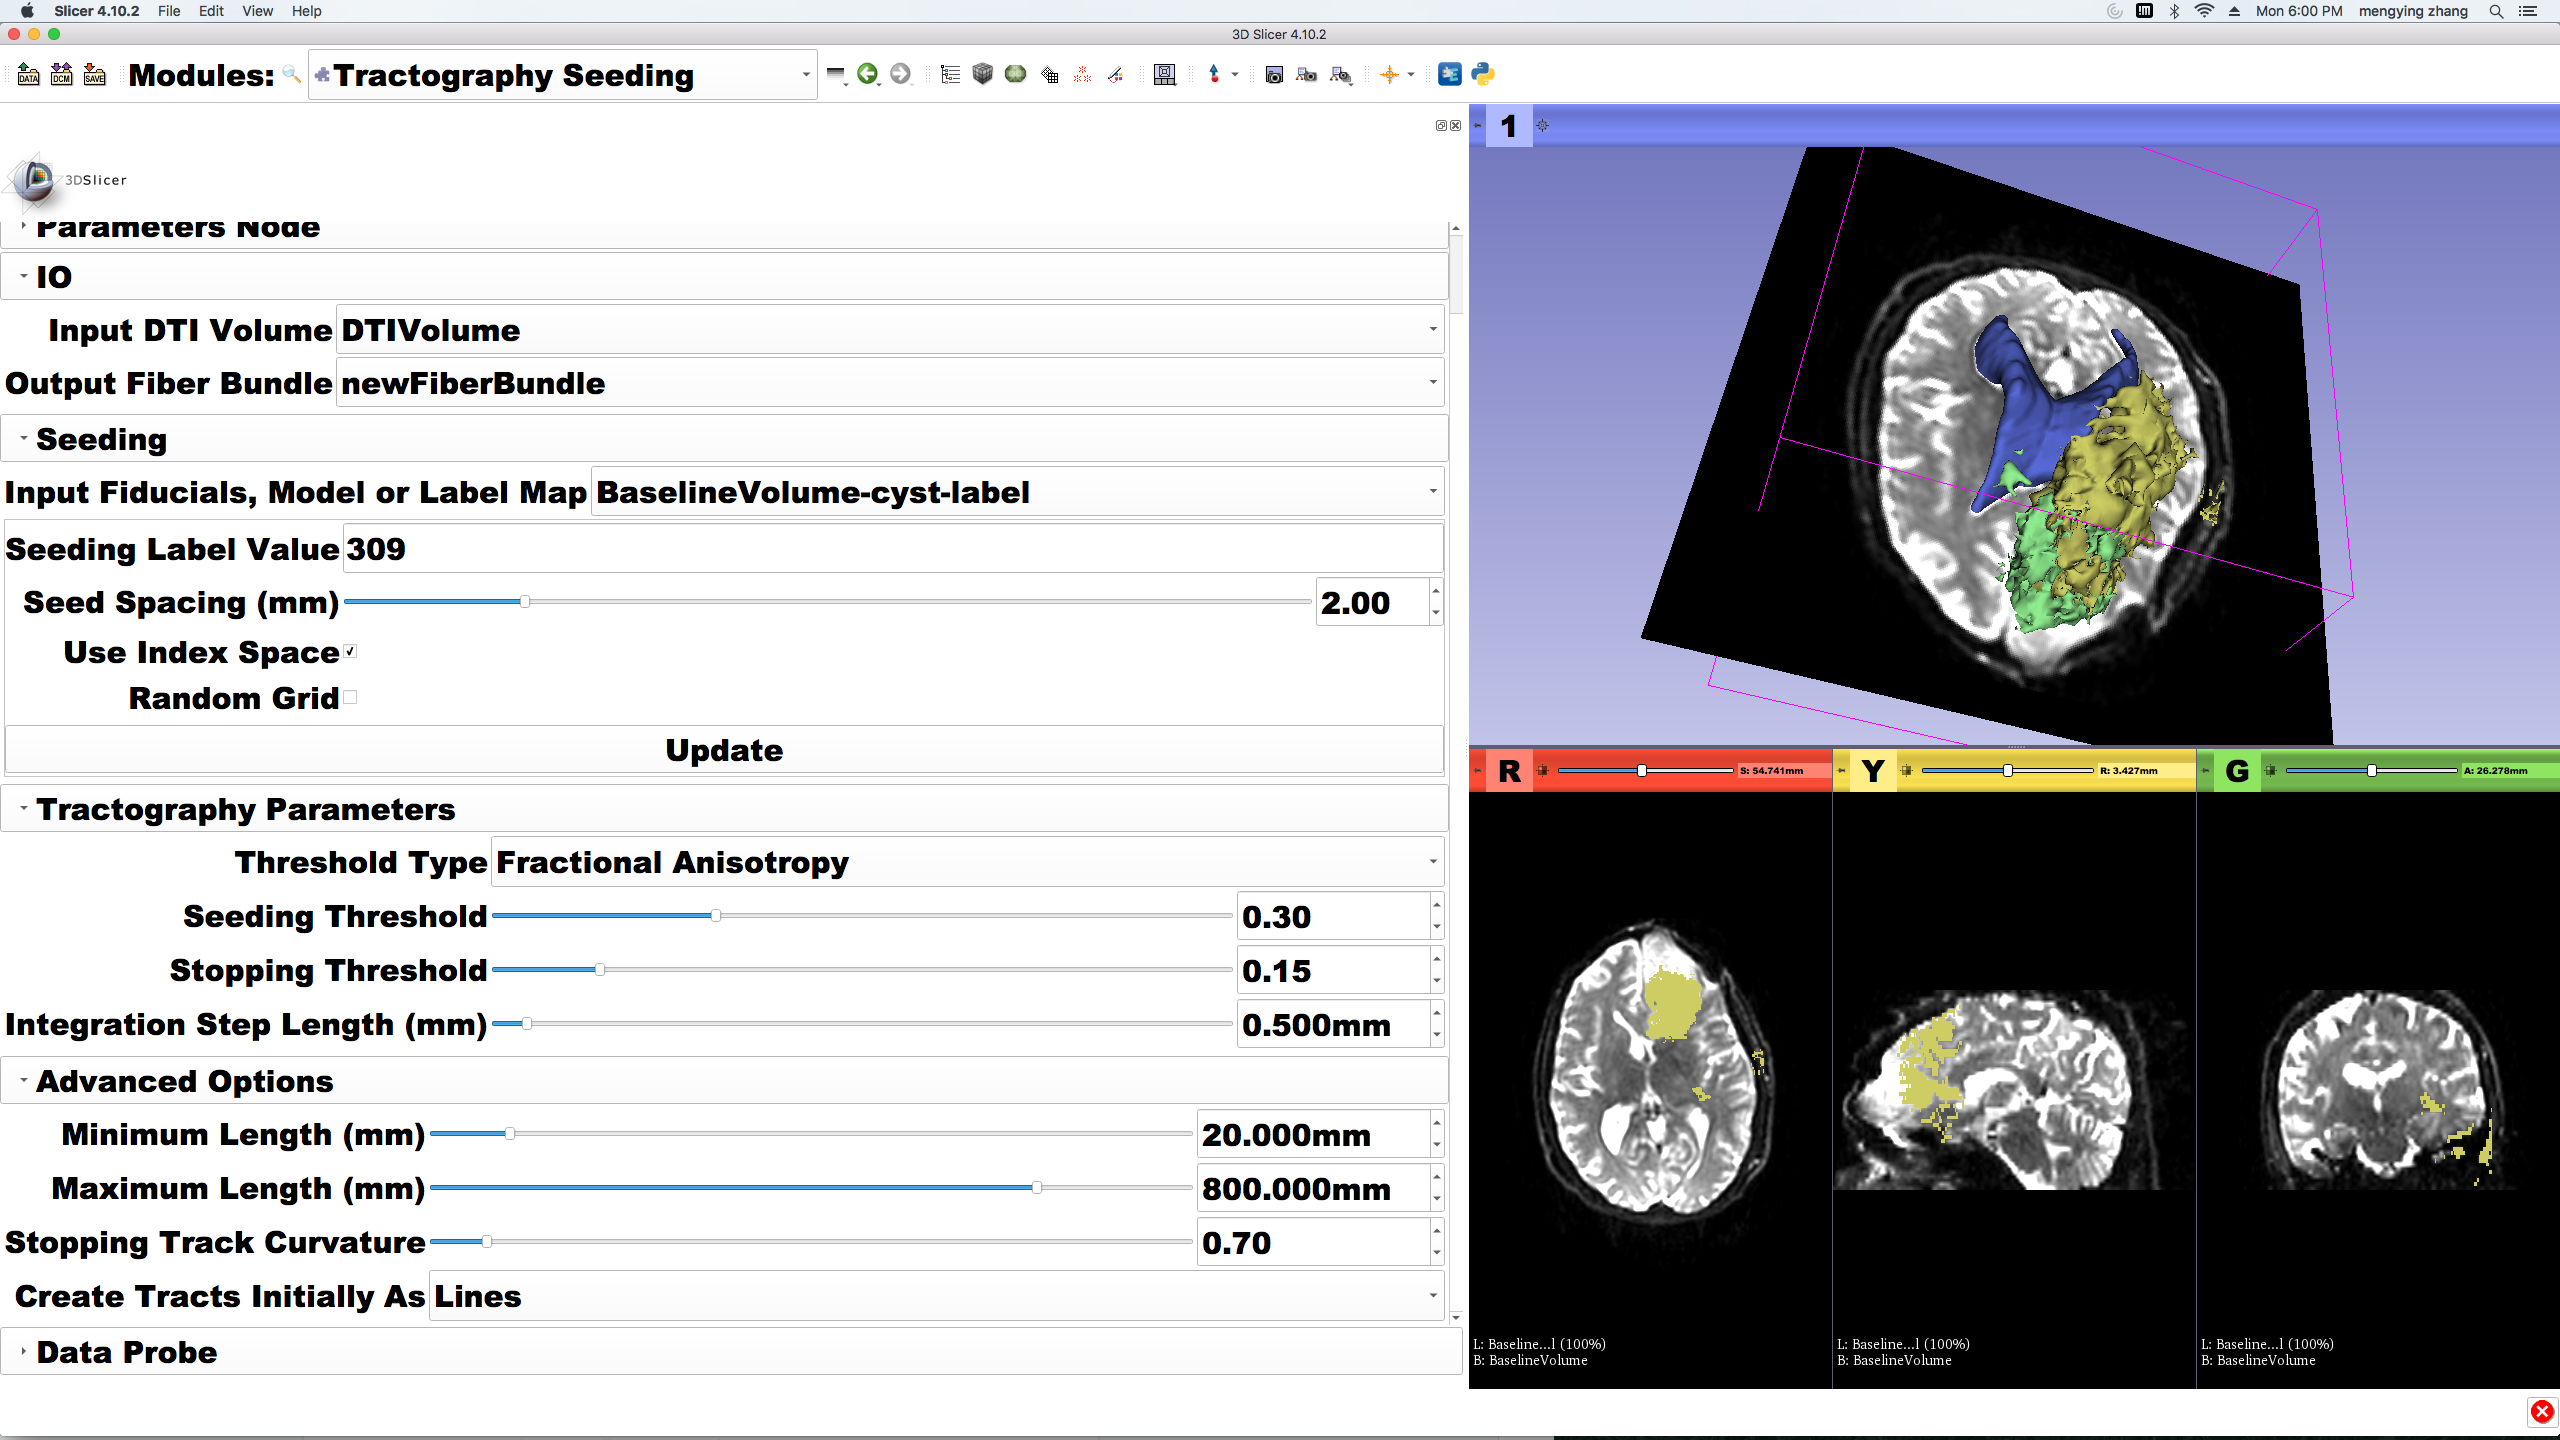 Slicer 4.10.2 File Edit View Help Mon 6:00 PM mengying zhang
3D Slicer 4.10.2
DATA DCM SAVE Modules: Tractography Seeding
1
3DSlicer
Parameters Node
IO
Input DTI Volume DTIVolume
Output Fiber Bundle newFiberBundle
Seeding
Input Fiducials, Model or Label Map BaselineVolume-cyst-label
Seeding Label Value 309
Seed Spacing (mm) 2.00
Use Index Space
Random Grid
Update
Tractography Parameters
Threshold Type Fractional Anisotropy
Seeding Threshold 0.30
Stopping Threshold 0.15
Integration Step Length (mm) 0.500mm
Advanced Options
Minimum Length (mm) 20.000mm
Maximum Length (mm) 800.000mm
Stopping Track Curvature 0.70
Create Tracts Initially As Lines
Data Probe
R S: 54.741mm
Y R: 3.427mm
G A: 26.278mm
L: Baseline...l (100%)
B: BaselineVolume
L: Baseline...l (100%)
B: BaselineVolume
L: Baseline...l (100%)
B: BaselineVolume